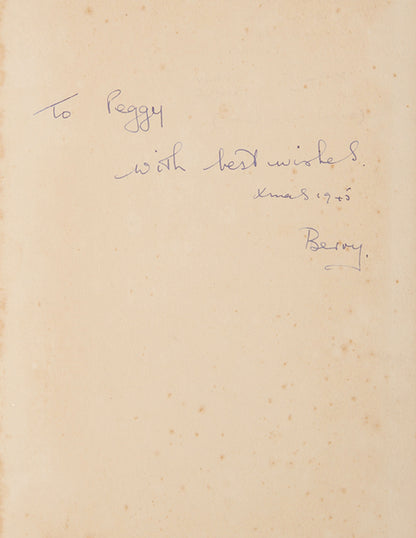 To Peggy
with best wishes.
Xmas 1945
Berry.